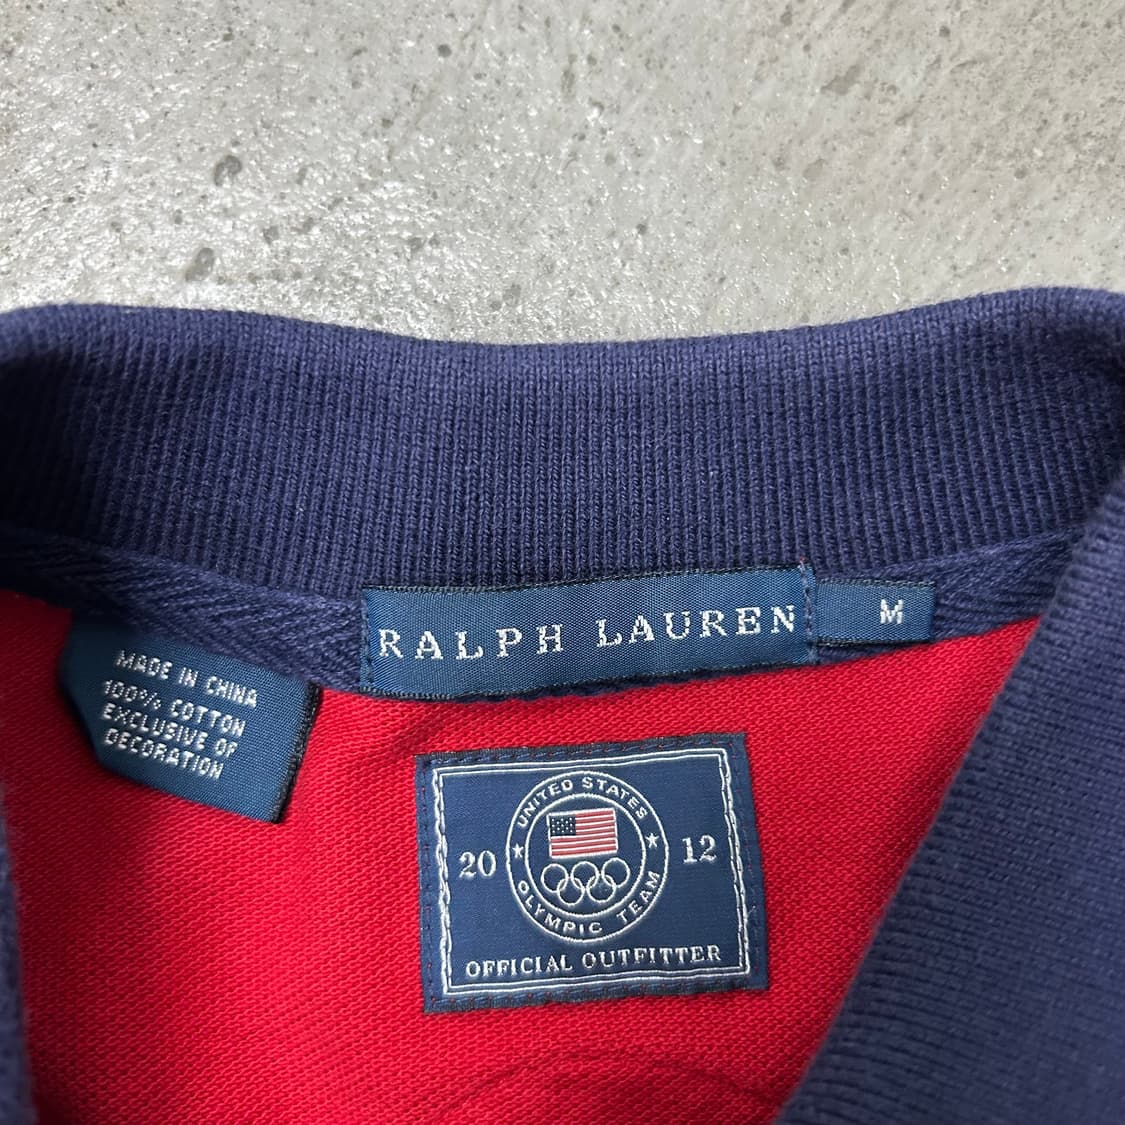 RALPH LAUREN
M
MADE IN CHINA
100% COTTON
EXCLUSIVE OF
DECORATION
UNITED STATES
20 12
OLYMPIC TEAM
OFFICIAL OUTFITTER